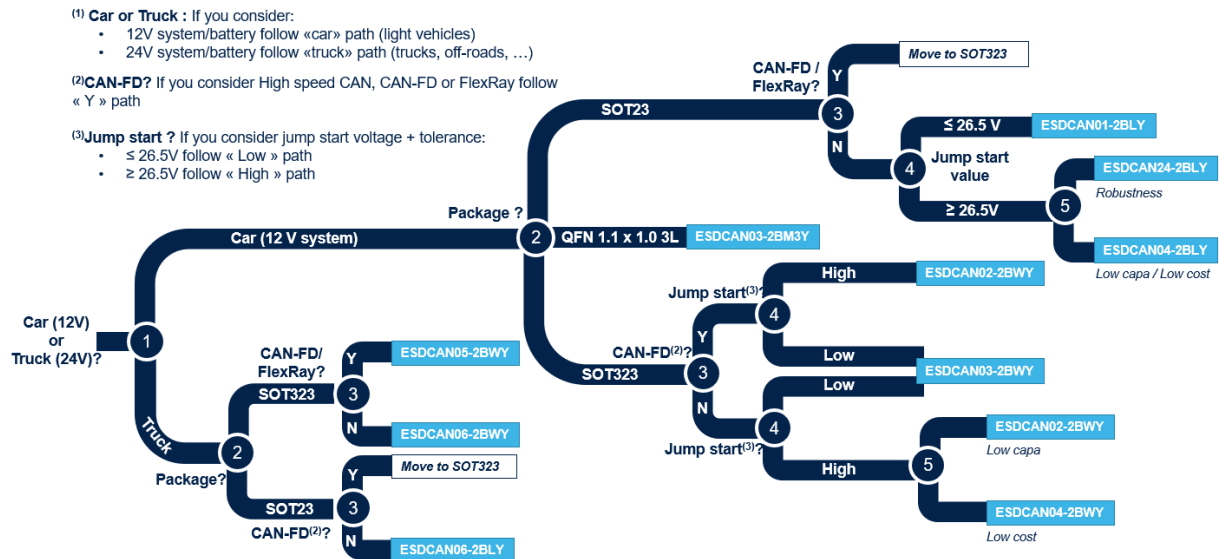 (1) Car or Truck : If you consider:
• 12V system/battery follow «car» path (light vehicles)
• 24V system/battery follow «truck» path (trucks, off-roads, …)
(2)CAN-FD? If you consider High speed CAN, CAN-FD or FlexRay follow
« Y » path
(3)Jump start ? If you consider jump start voltage + tolerance:
• ≤ 26.5V follow « Low » path
• ≥ 26.5V follow « High » path
Car (12V)
or
Truck (24V)?
1
Car (12 V system)
Truck
Package ?
2
SOT23
CAN-FD /
FlexRay?
3
Y
Move to SOT323
N
4
Jump start
value
≤ 26.5 V
ESDCAN01-2BLY
≥ 26.5V
5
ESDCAN24-2BLY
Robustness
ESDCAN04-2BLY
Low capa / Low cost
QFN 1.1 x 1.0 3L
ESDCAN03-2BM3Y
SOT323
CAN-FD(2)?
3
Y
Jump start(3)?
4
High
ESDCAN02-2BWY
Low
ESDCAN03-2BWY
Low
N
Jump start(3)?
4
High
5
ESDCAN02-2BWY
Low capa
ESDCAN04-2BWY
Low cost
Package?
2
SOT323
CAN-FD/
FlexRay?
3
Y
ESDCAN05-2BWY
N
ESDCAN06-2BWY
SOT23
CAN-FD(2)?
3
Y
Move to SOT323
N
ESDCAN06-2BLY